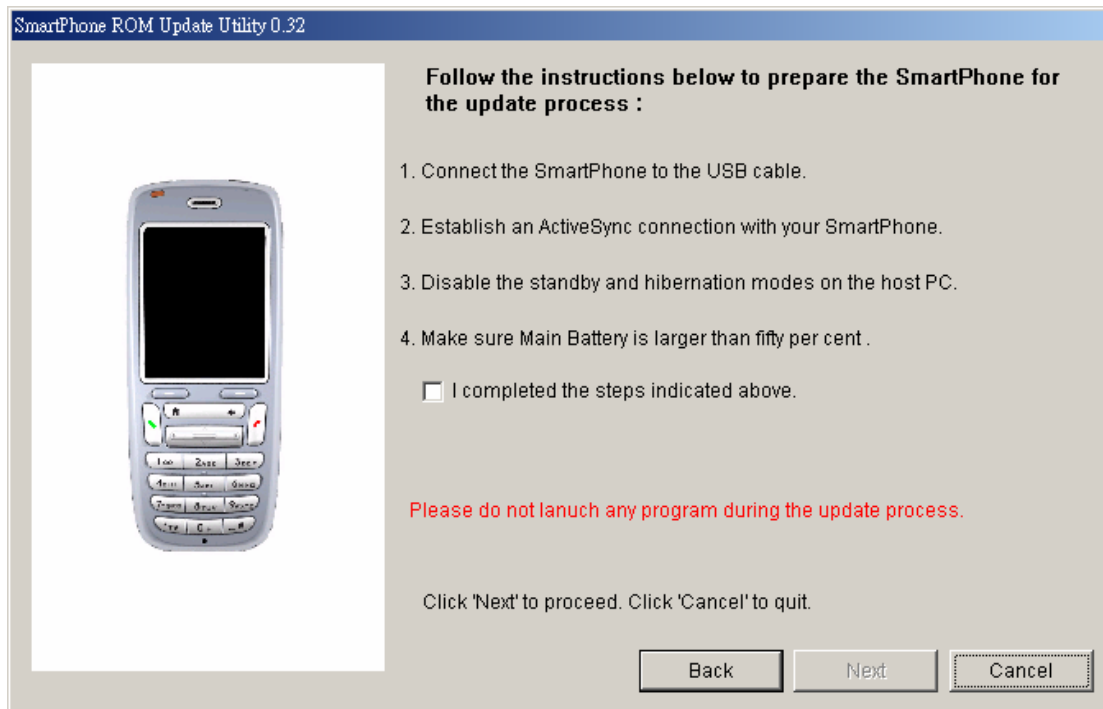 SmartPhone ROM Update Utility 0.32
Follow the instructions below to prepare the SmartPhone for
the update process :
1. Connect the SmartPhone to the USB cable.
2. Establish an ActiveSync connection with your SmartPhone.
3. Disable the standby and hibernation modes on the host PC.
4. Make sure Main Battery is larger than fifty per cent .
I completed the steps indicated above.
Please do not lanuch any program during the update process.
Click 'Next' to proceed. Click 'Cancel' to quit.
Back Next Cancel